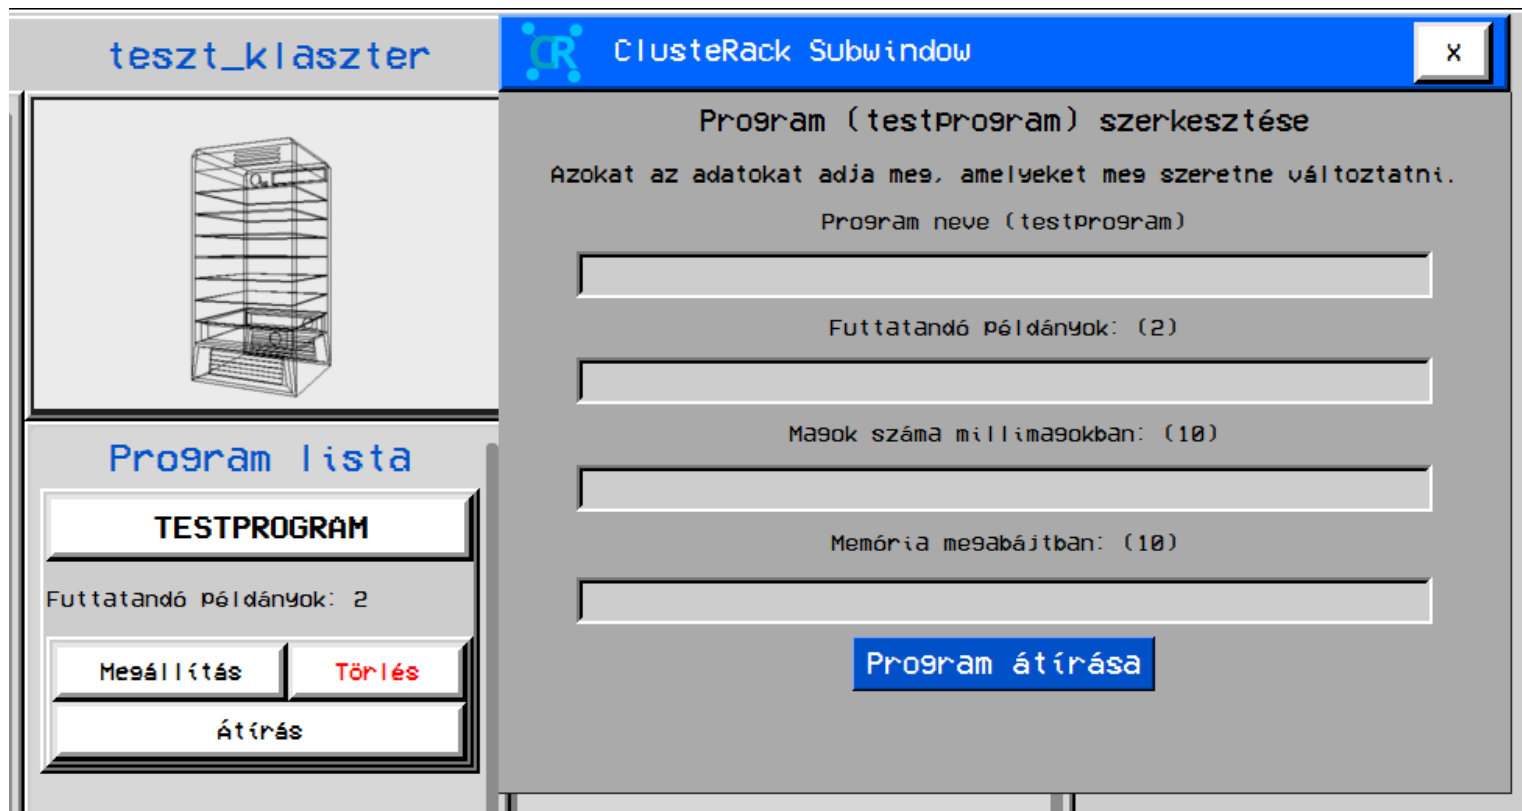 teszt_klaszter
Program lista
TESTPROGRAM
Futtatandó példányok: 2
Megállítás
Törlés
Átírás
CR
ClusteRack Subwindow
x
Program (testprogram) szerkesztése
Azokat az adatokat adja meg, amelyeket meg szeretne változtatni.
Program neve (testprogram)
Futtatandó példányok: (2)
Magok száma millimagokban: (10)
Memória megabájtban: (10)
Program átírása